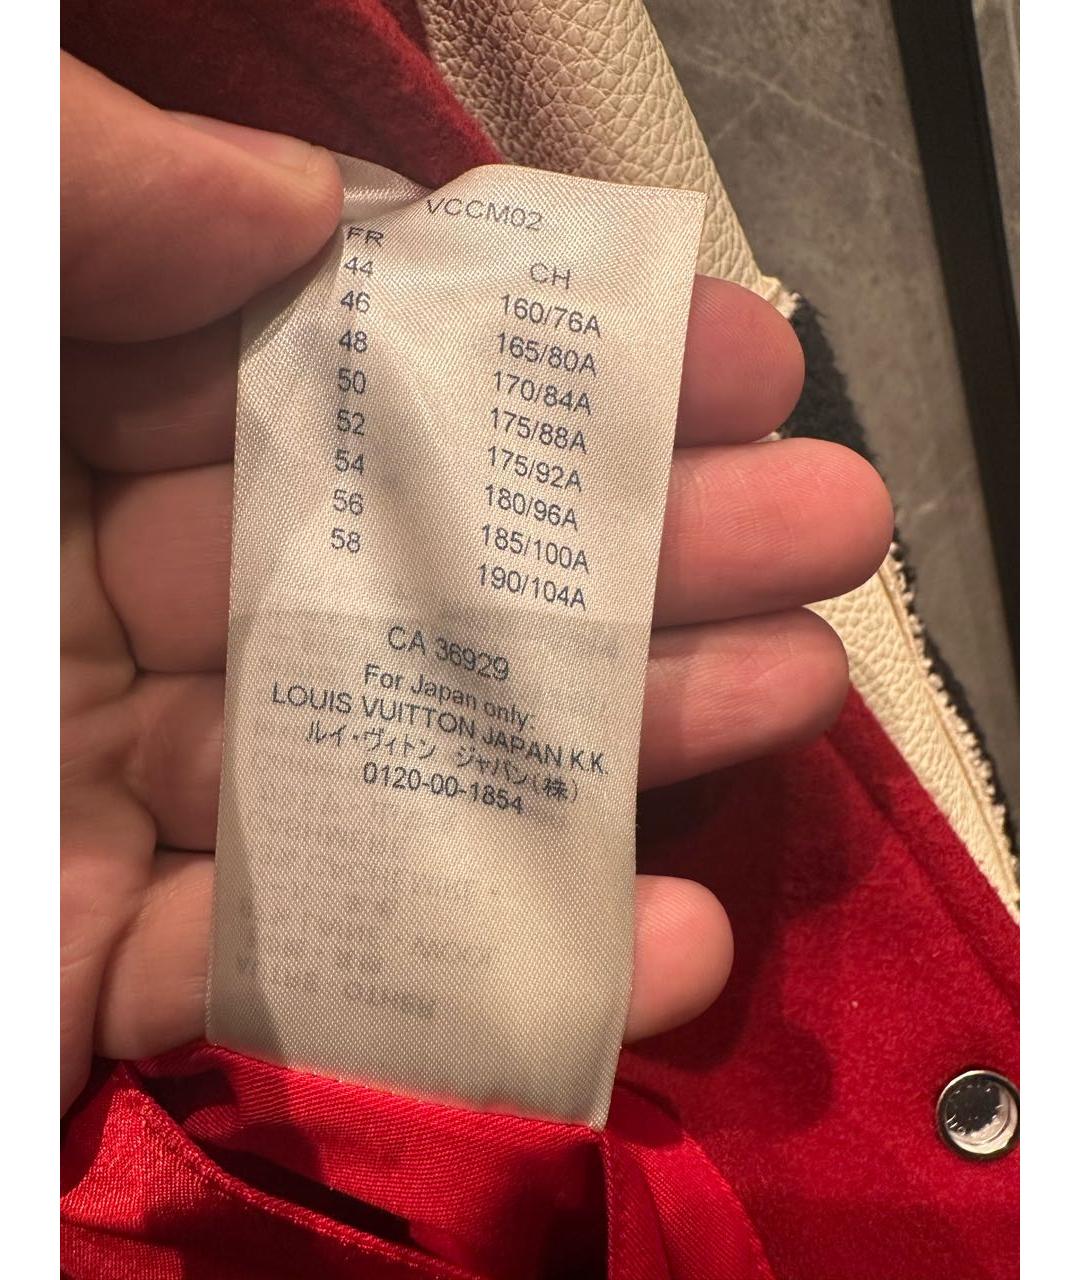 VCCM02
FR CH
44 160/76A
46 165/80A
48 170/84A
50 175/88A
52 175/92A
54 180/96A
56 185/100A
58 190/104A
CA 36929
For Japan only:
LOUIS VUITTON JAPAN K.K.
ルイ・ヴィトン ジャパン(株)
0120-00-1854